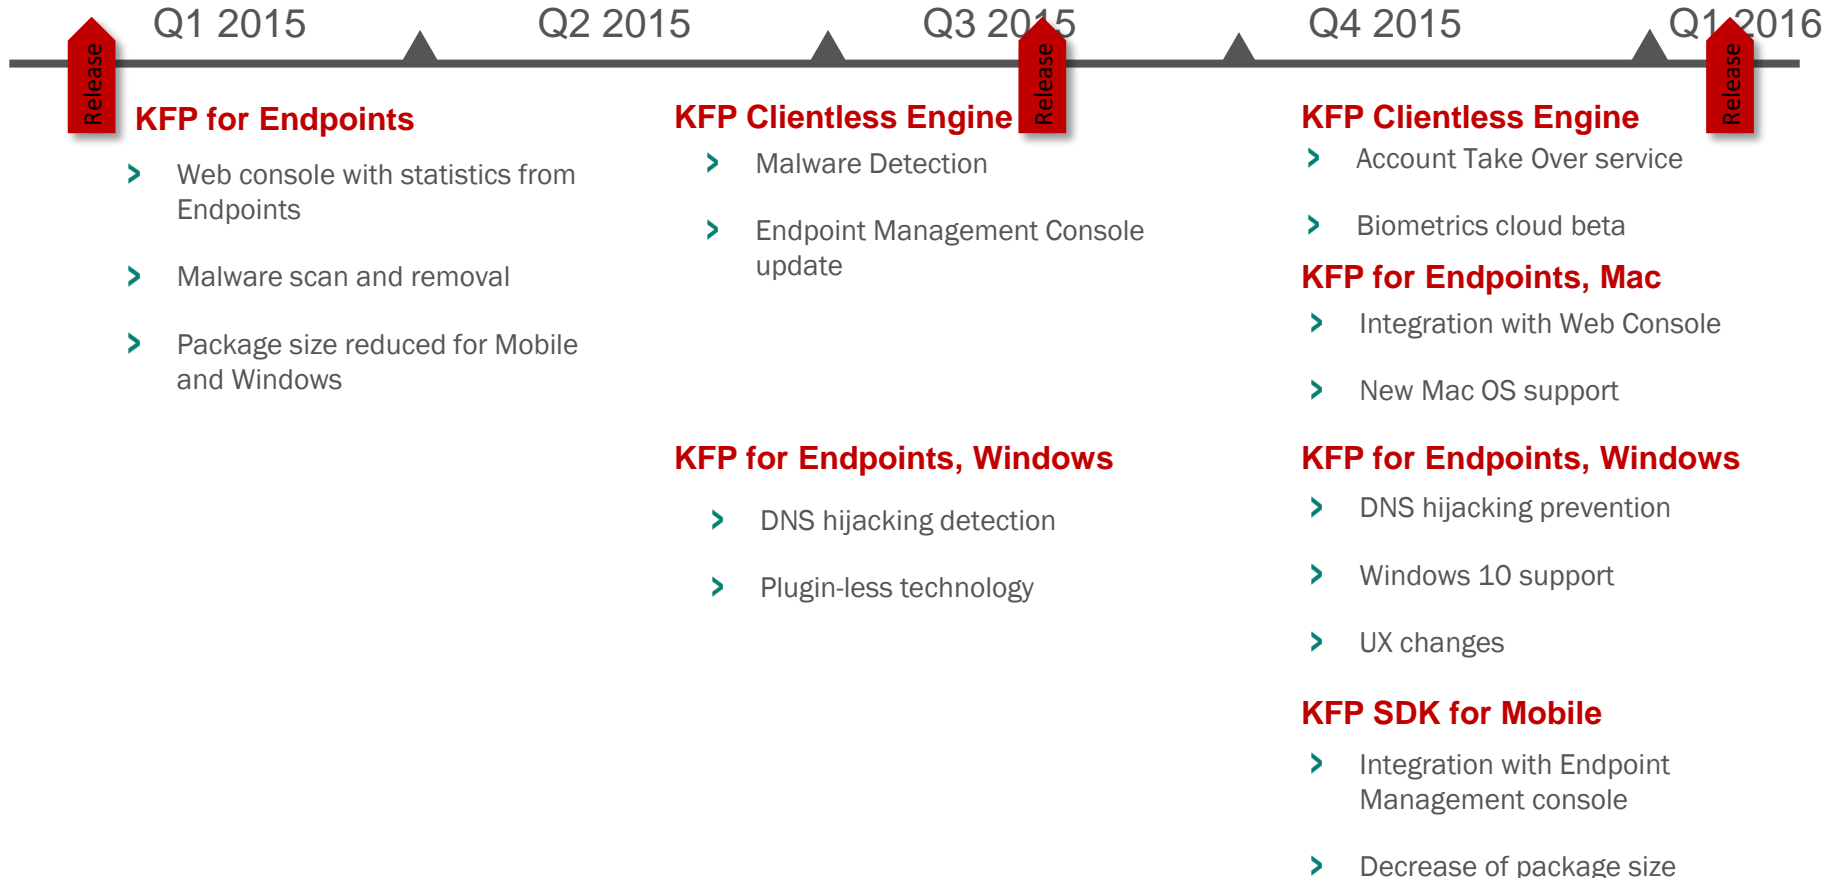 Q1 2015
Q2 2015
Q3 2015
Q4 2015
Q1 2016
Release
Release
Release
KFP for Endpoints
Web console with statistics from
Endpoints
Malware scan and removal
Package size reduced for Mobile
and Windows
KFP Clientless Engine
Malware Detection
Endpoint Management Console
update
KFP for Endpoints, Windows
DNS hijacking detection
Plugin-less technology
KFP Clientless Engine
Account Take Over service
Biometrics cloud beta
KFP for Endpoints, Mac
Integration with Web Console
New Mac OS support
KFP for Endpoints, Windows
DNS hijacking prevention
Windows 10 support
UX changes
KFP SDK for Mobile
Integration with Endpoint
Management console
Decrease of package size